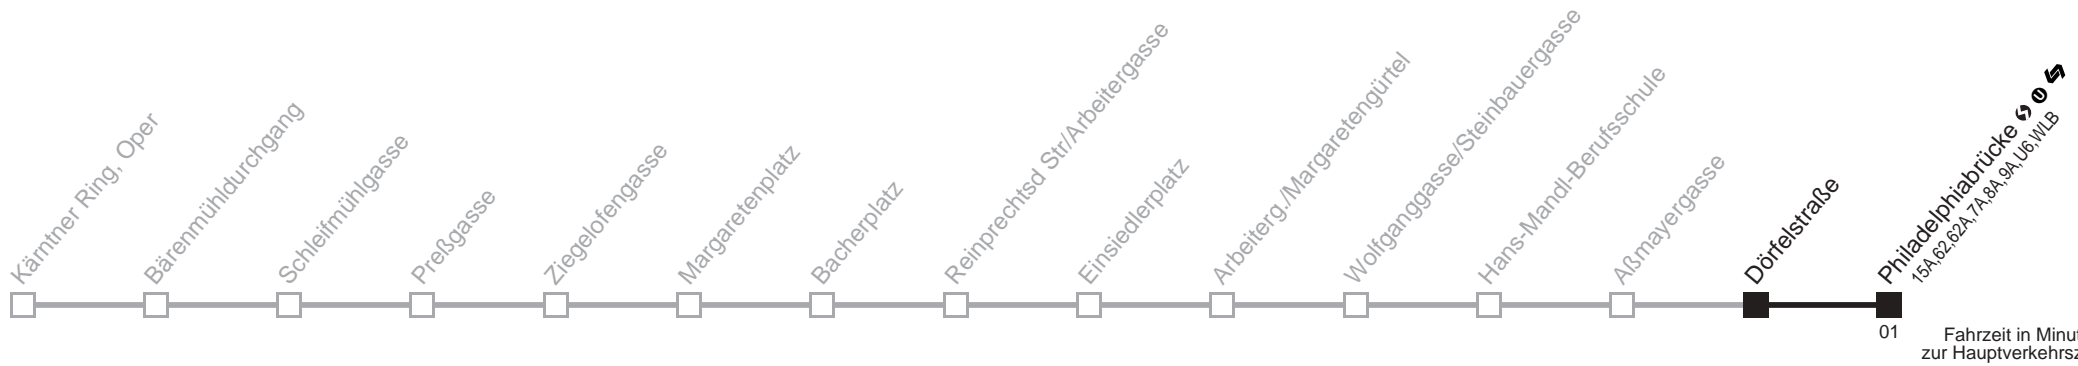 Kärntner Ring, Oper
Bärenmühldurchgang
Schleifmühlgasse
Preßgasse
Ziegelofengasse
Margaretenplatz
Bacherplatz
Reinprechtsd Str/Arbeitergasse
Einsiedlerplatz
Arbeiterg./Margaretengürtel
Wolfganggasse/Steinbauergasse
Hans-Mandl-Berufsschule
Aßmayergasse
Dörfelstraße
Philadelphiabrücke U
15A,62,62A,7A,8A,9A,U6,WLB
01
Fahrzeit in Minut
zur Hauptverkehrsz